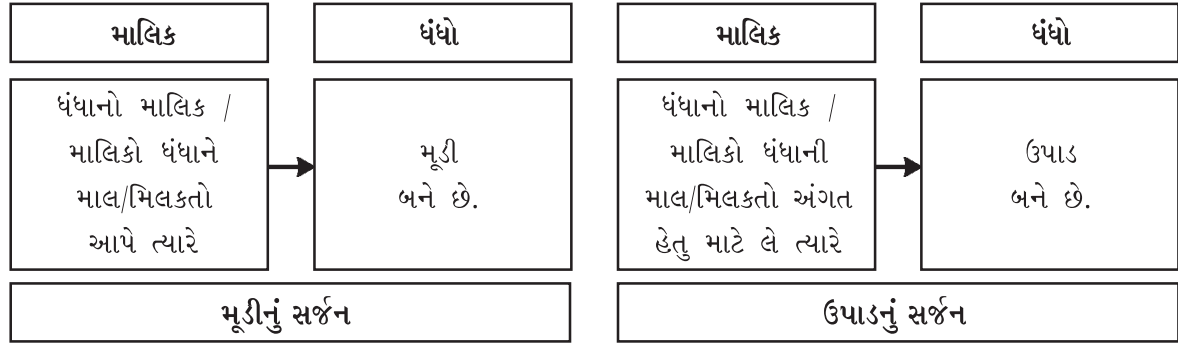 માલિક
ધંધો
ધંધાનો માલિક /
માલિકો ધંધાને
માલ/મિલકતો
આપે ત્યારે
મૂડી
બને છે.
મૂડીનું સર્જન
માલિક
ધંધો
ધંધાનો માલિક /
માલિકો ધંધાની
માલ/મિલકતો અંગત
હેતુ માટે લે ત્યારે
ઉપાડ
બને છે.
ઉપાડનું સર્જન